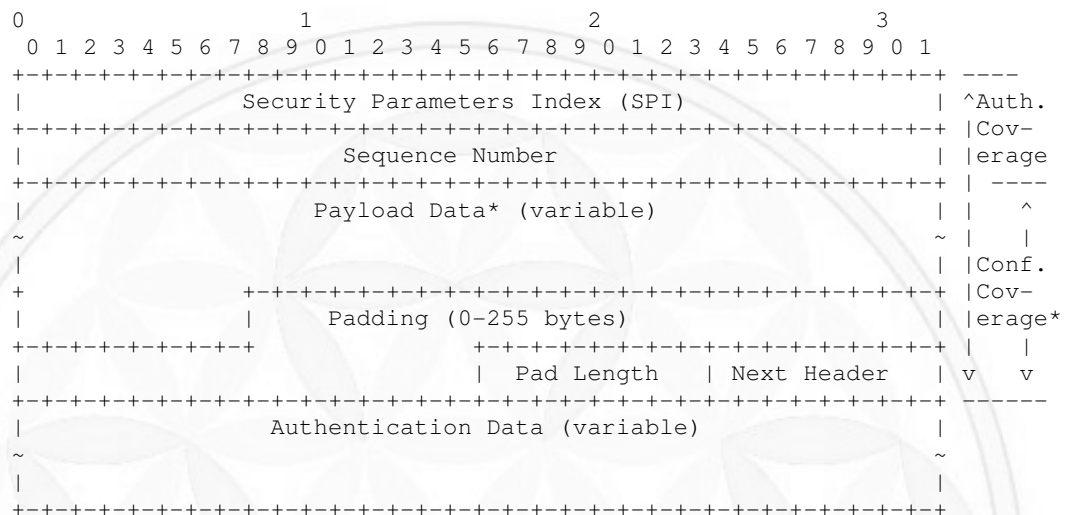 0                   1                   2                   3
 0 1 2 3 4 5 6 7 8 9 0 1 2 3 4 5 6 7 8 9 0 1 2 3 4 5 6 7 8 9 0 1
+-+-+-+-+-+-+-+-+-+-+-+-+-+-+-+-+-+-+-+-+-+-+-+-+-+-+-+-+-+-+-+-+ ----
|               Security Parameters Index (SPI)                 | ^Auth.
+-+-+-+-+-+-+-+-+-+-+-+-+-+-+-+-+-+-+-+-+-+-+-+-+-+-+-+-+-+-+-+-+ |Cov-
|                      Sequence Number                          | |erage
+-+-+-+-+-+-+-+-+-+-+-+-+-+-+-+-+-+-+-+-+-+-+-+-+-+-+-+-+-+-+-+-+ | ----
|                    Payload Data* (variable)                   | |   ^
~                                                               ~ |   |
|                                                               | |Conf.
+               +-+-+-+-+-+-+-+-+-+-+-+-+-+-+-+-+-+-+-+-+-+-+-+-+ |Cov-
|               |     Padding (0-255 bytes)                     | |erage*
+-+-+-+-+-+-+-+-+               +-+-+-+-+-+-+-+-+-+-+-+-+-+-+-+-+ |   |
|                               |  Pad Length   | Next Header   | v   v
+-+-+-+-+-+-+-+-+-+-+-+-+-+-+-+-+-+-+-+-+-+-+-+-+-+-+-+-+-+-+-+-+ ------
|                 Authentication Data (variable)                |
~                                                               ~
|                                                               |
+-+-+-+-+-+-+-+-+-+-+-+-+-+-+-+-+-+-+-+-+-+-+-+-+-+-+-+-+-+-+-+-+